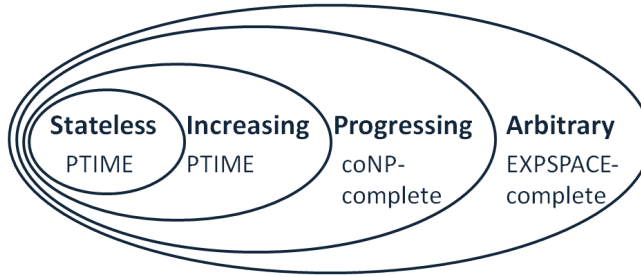 Stateless Increasing Progressing Arbitrary
PTIME PTIME coNP- EXPSPACE-
complete complete